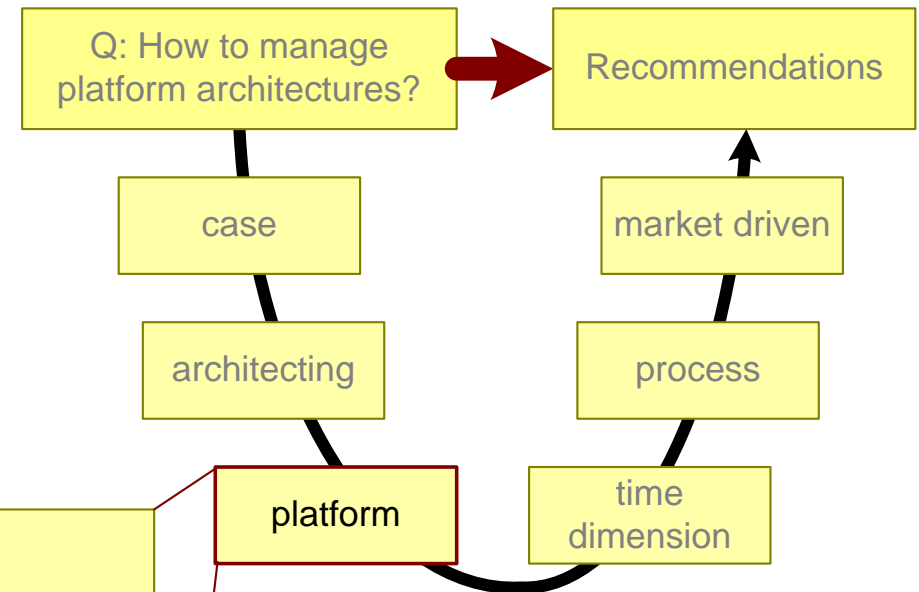 Q: How to manage
platform architectures?
Recommendations
case
market driven
architecting
process
platform
time
dimension